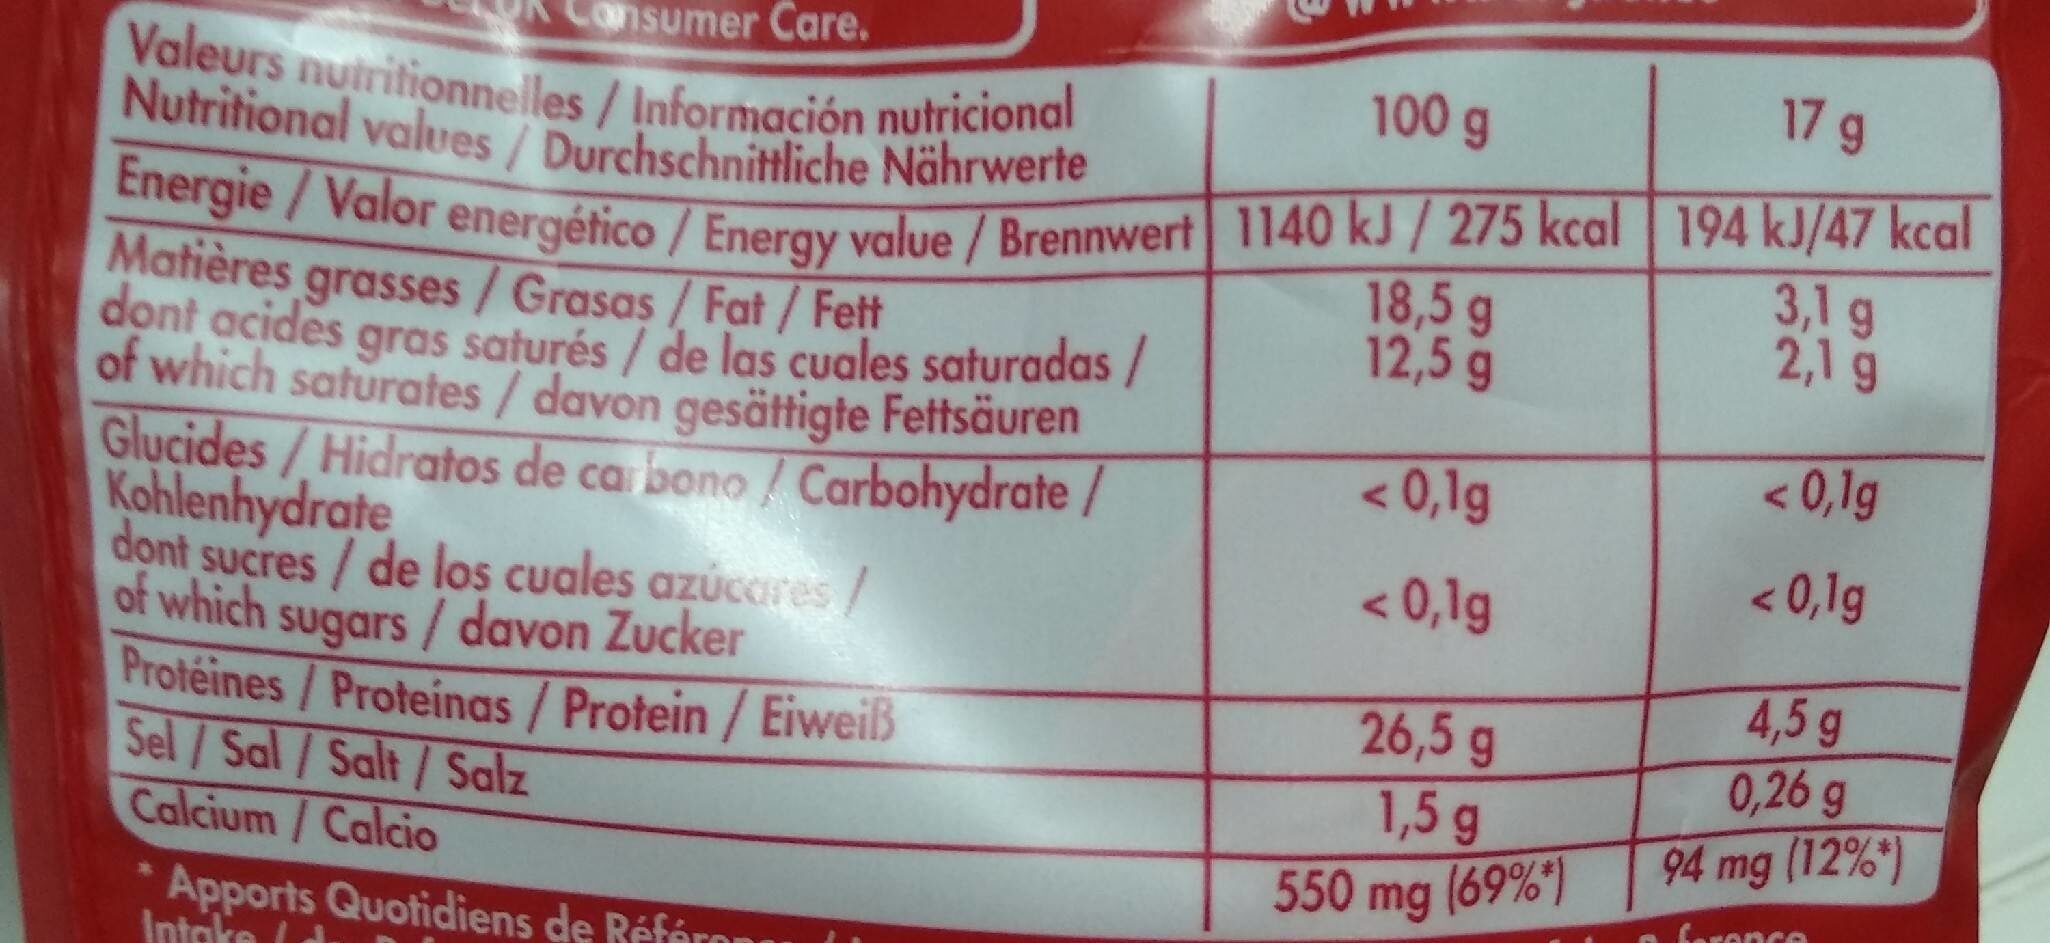 Consumer Care.
Valeurs nutritionnelles / Información nutricional
Nutritional values / Durchschnittliche Nährwerte
100 g
17 g
Energie / Valor energético / Energy value / Brennwert
1140 kJ / 275 kcal
194 kJ/47 kcal
Matières grasses / Grasas / Fat / Fett
18,5 g
3,1 g
dont acides gras saturés / de las cuales saturadas /
12,5 g
2,1 g
of which saturates / davon gesättigte Fettsäuren
Glucides / Hidratos de carbono / Carbohydrate /
< 0,1g
< 0,1g
Kohlenhydrate
dont sucres / de los cuales azúcares /
< 0,1g
< 0,1g
of which sugars / davon Zucker
Protéines / Proteínas / Protein / Eiweiß
26,5 g
4,5 g
Sel / Sal / Salt / Salz
1,5 g
0,26 g
Calcium / Calcio
550 mg (69%*)
94 mg (12%*)
* Apports Quotidiens de
Intake /